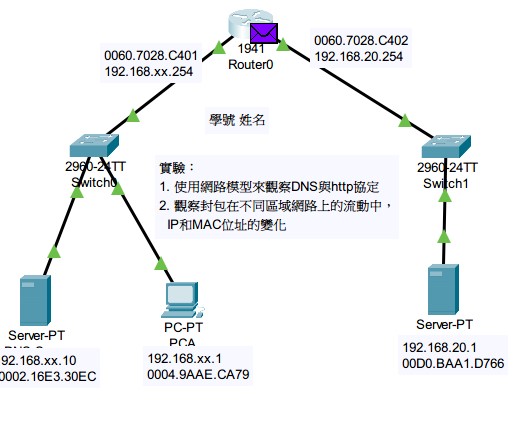 0060.7028.C401
192.168.xx.254
1941
Router0
0060.7028.C402
192.168.20.254
學號 姓名
2960-24TT
Switch0
2960-24TT
Switch1
實驗：
1. 使用網路模型來觀察DNS與http協定
2. 觀察封包在不同區域網路上的流動中，
IP和MAC位址的變化
Server-PT
192.168.xx.10
0002.16E3.30EC
PC-PT
PCA
192.168.xx.1
0004.9AAE.CA79
Server-PT
192.168.20.1
00D0.BAA1.D766